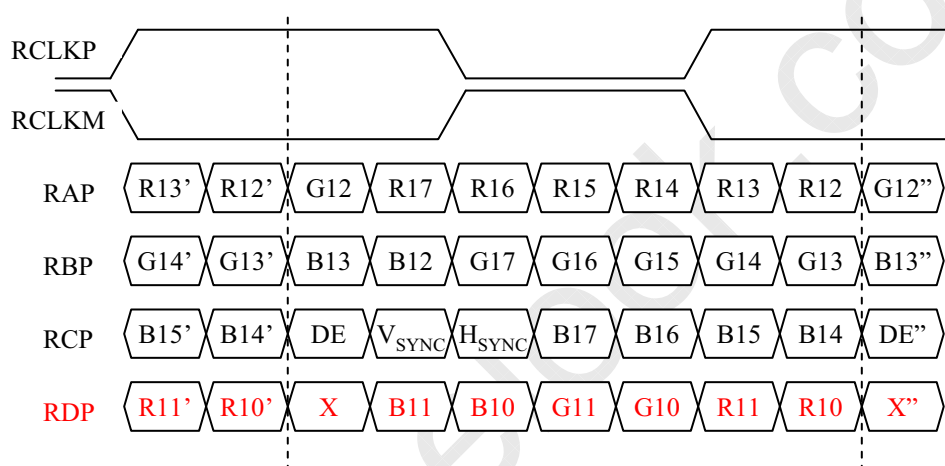 RCLKP
RCLKM
RAP R13’ R12’ G12 R17 R16 R15 R14 R13 R12 G12”
RBP G14’ G13’ B13 B12 G17 G16 G15 G14 G13 B13”
RCP B15’ B14’ DE VSYNC HSYNC B17 B16 B15 B14 DE”
RDP R11’ R10’ X B11 B10 G11 G10 R11 R10 X”